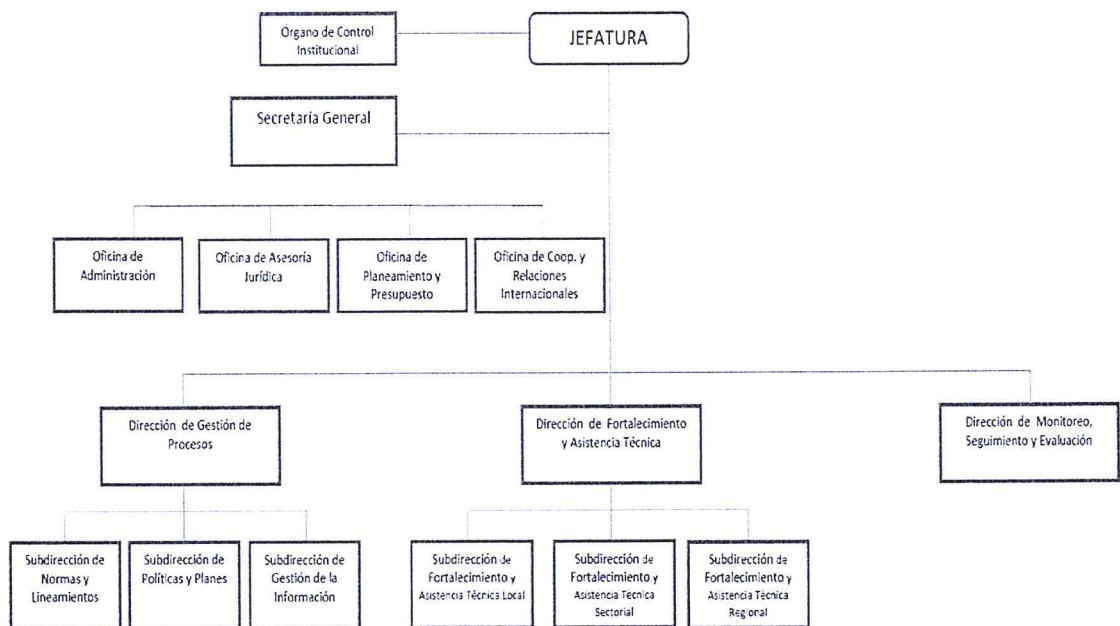 Órgano de Control
Institucional
JEFATURA
Secretaría General
Oficina de
Administración
Oficina de Asesoría
Jurídica
Oficina de
Planeamiento y
Presupuesto
Oficina de Coop. y
Relaciones
Internacionales
Dirección de Gestión de
Procesos
Dirección de Fortalecimiento
y Asistencia Técnica
Dirección de Monitoreo,
Seguimiento y Evaluación
Subdirección de
Normas y
Lineamientos
Subdirección de
Políticas y Planes
Subdirección de
Gestión de la
Información
Subdirección de
Fortalecimiento y
Asistencia Técnica Local
Subdirección de
Fortalecimiento y
Asistencia Técnica
Sectorial
Subdirección de
Fortalecimiento y
Asistencia Técnica
Regional